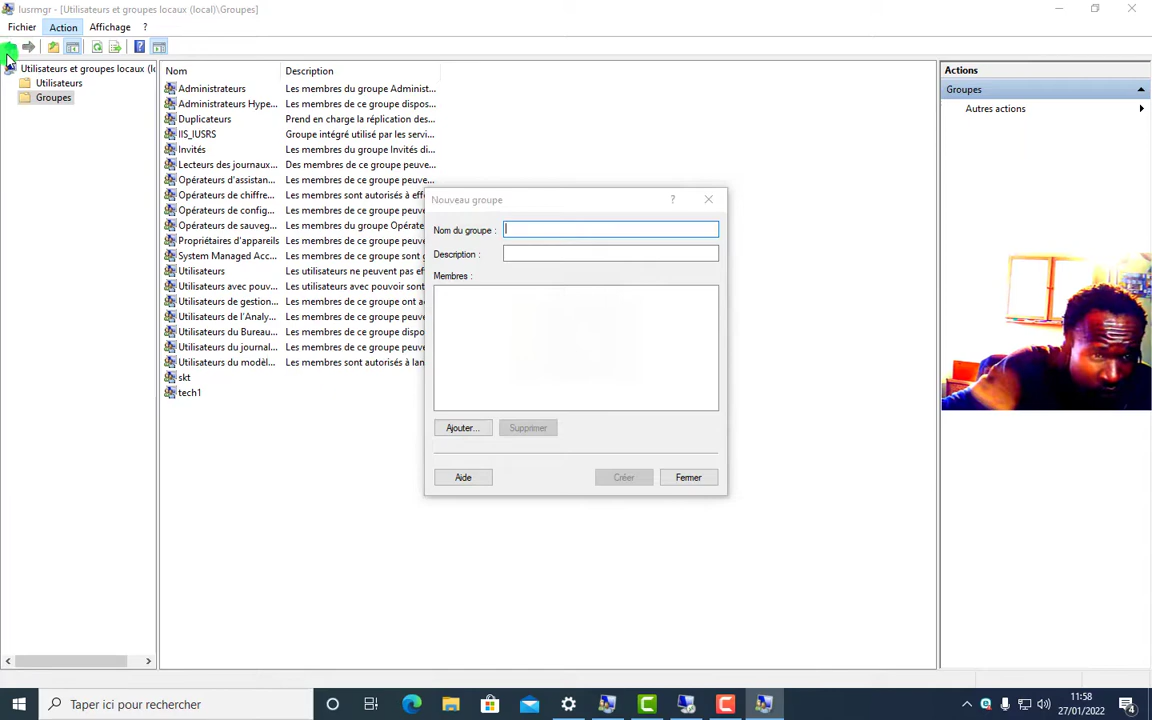 lusrmgr - [Utilisateurs et groupes locaux (local)\Groupes]
Fichier Action Affichage ?
Utilisateurs et groupes locaux (lo
Utilisateurs
Groupes
Nom Description
Administrateurs Les membres du groupe Administ...
Administrateurs Hype... Les membres de ce groupe dispos...
Duplicateurs Prend en charge la réplication des...
IIS_IUSRS Groupe intégré utilisé par les servi...
Invités Les membres du groupe Invités di...
Lecteurs des journaux... Des membres de ce groupe peuve...
Opérateurs d'assistan... Les membres de ce groupe peuve...
Opérateurs de chiffre... Les membres sont autorisés à effe
Opérateurs de config... Les membres de ce groupe peuve
Opérateurs de sauveg... Les membres du groupe Opérate
Propriétaires d'appareils Les membres de ce groupe peuve
System Managed Acc... Les membres de ce groupe sont g
Utilisateurs Les utilisateurs ne peuvent pas eff
Utilisateurs avec pouv... Les utilisateurs avec pouvoir sont
Utilisateurs de gestion... Les membres de ce groupe ont a
Utilisateurs de l'Analy... Les membres de ce groupe peuve
Utilisateurs du Bureau... Les membres de ce groupe dispo
Utilisateurs du journal... Les membres de ce groupe peuve
Utilisateurs du modèl... Les membres sont autorisés à lan
skt
tech1
Nouveau groupe ?
Nom du groupe :
Description :
Membres :
Ajouter... Supprimer
Aide Créer Fermer
Actions
Groupes
Autres actions
Taper ici pour rechercher
11:58
27/01/2022
4